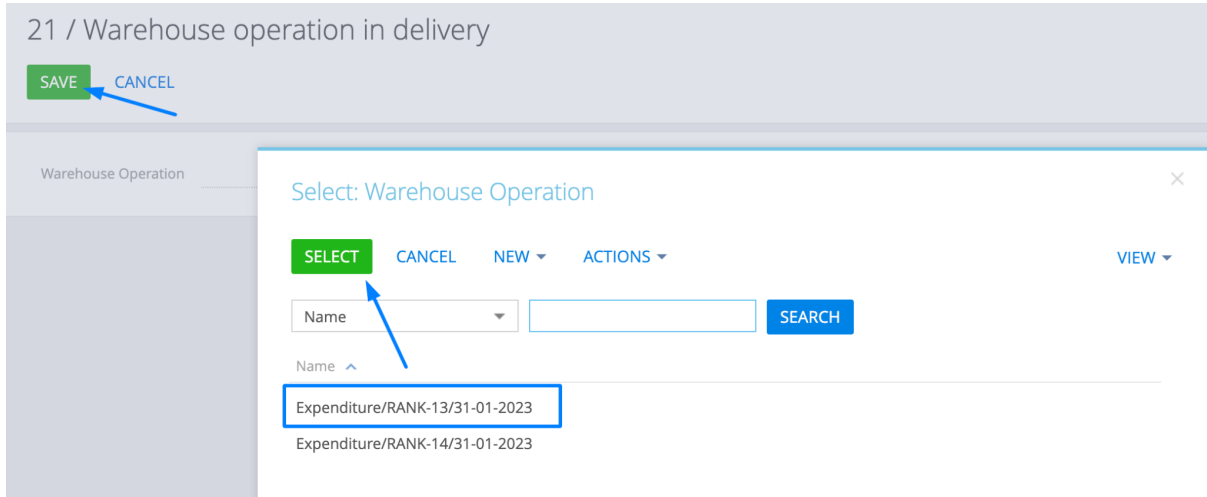 21 / Warehouse operation in delivery
SAVE CANCEL
Warehouse Operation
Select: Warehouse Operation
SELECT CANCEL NEW ACTIONS VIEW
Name SEARCH
Name
Expenditure/RANK-13/31-01-2023
Expenditure/RANK-14/31-01-2023